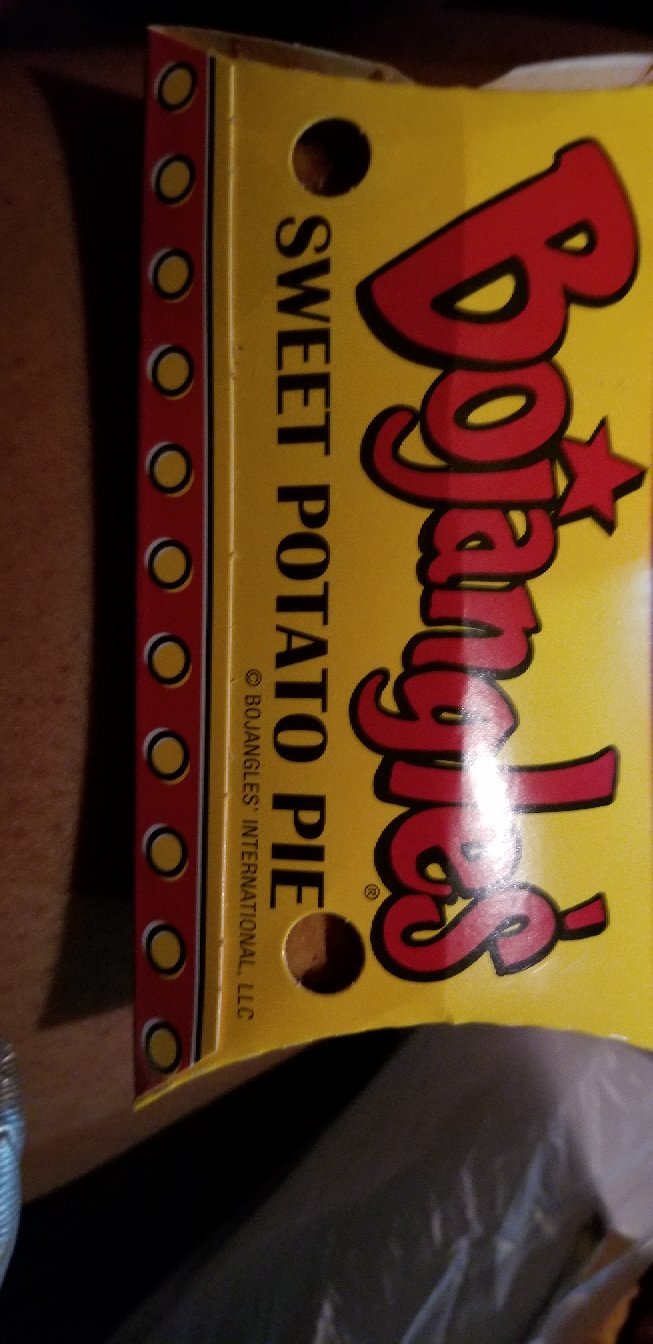 Bojangles'®
SWEET POTATO PIE
© BOJANGLES' INTERNATIONAL, LLC